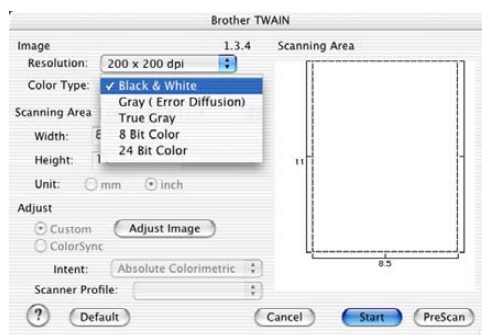 Brother TWAIN
Image 1.3.4 Scanning Area
Resolution: 200 x 200 dpi
Color Type: ✓ Black & White
Gray ( Error Diffusion)
True Gray
8 Bit Color
24 Bit Color
Scanning Area
Width: 8
Height: 1
Unit: mm inch
Adjust
Custom Adjust Image
ColorSync
Intent: Absolute Colorimetric
Scanner Profile:
11
8.5
? Default Cancel Start PreScan